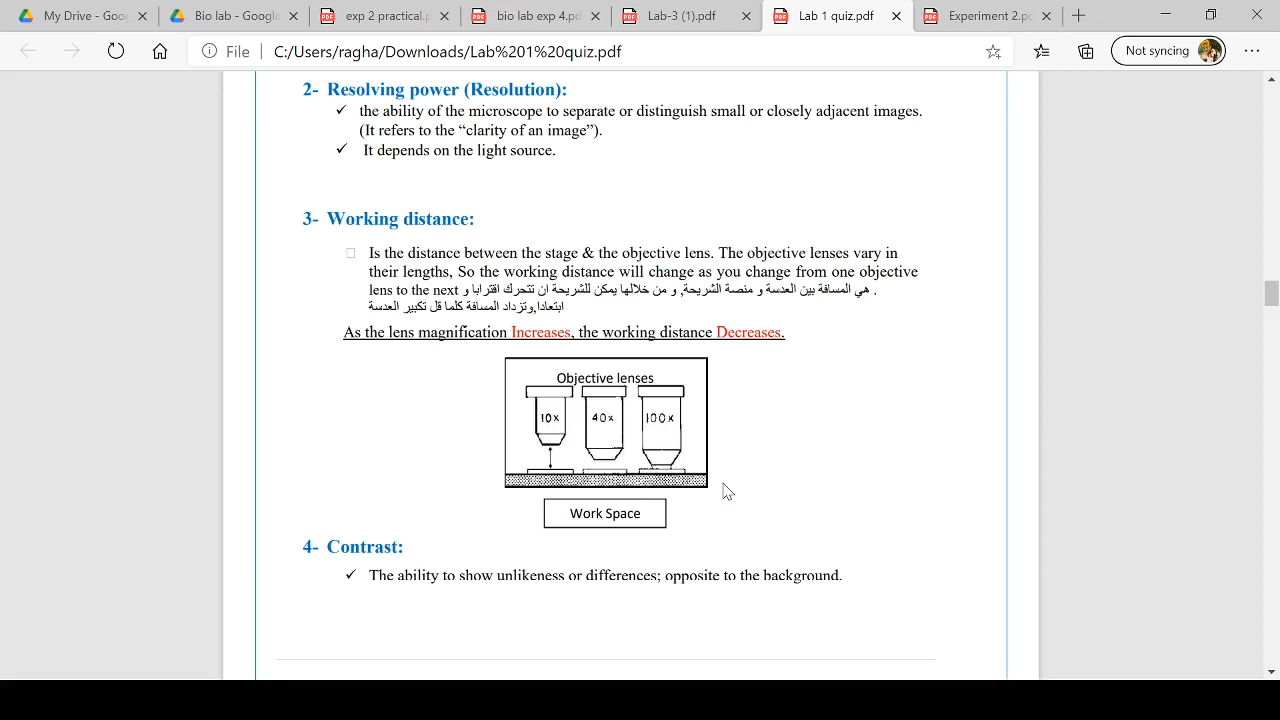 My Drive - Goo
Bio lab - Google
exp 2 practical.p
bio lab exp 4.pd
Lab-3 (1).pdf
Lab 1 quiz.pdf
Experiment 2.pd
File
C:/Users/ragha/Downloads/Lab%201%20quiz.pdf
Not syncing
2- Resolving power (Resolution):
✓ the ability of the microscope to separate or distinguish small or closely adjacent images.
(It refers to the “clarity of an image”).
✓ It depends on the light source.
3- Working distance:
Is the distance between the stage & the objective lens. The objective lenses vary in
their lengths, So the working distance will change as you change from one objective
lens to the next هي المسافة بين العدسة و منصة الشريحة, و من خلالها يمكن للشريحة ان تتحرك اقترابا و .
ابتعادا,وتزداد المسافة كلما قل تكبير العدسة
As the lens magnification Increases, the working distance Decreases.
Objective lenses
10x 40x 100x
Work Space
4- Contrast:
✓ The ability to show unlikeness or differences; opposite to the background.